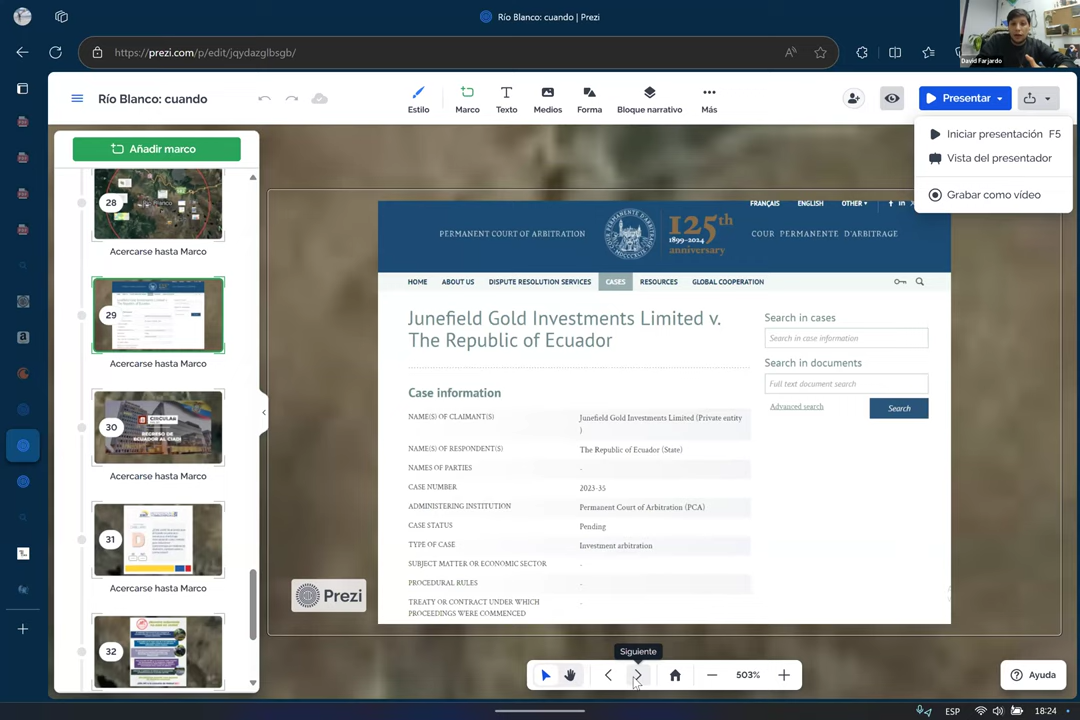 Río Blanco: cuando | Prezi
https://prezi.com/p/edit/jqydazglbsgb/
David Farjardo
Río Blanco: cuando
Estilo
Marco
Texto
Medios
Forma
Bloque narrativo
Más
Presentar
Iniciar presentación F5
Vista del presentador
Grabar como vídeo
Añadir marco
28
Acercarse hasta Marco
29
Acercarse hasta Marco
30
CIRCULAR
REGRESO DE
ECUADOR AL CIADI
Acercarse hasta Marco
31
Acercarse hasta Marco
32
FRANÇAIS ENGLISH OTHER
PERMANENT COURT OF ARBITRATION
125th
1899-2024
anniversary
COUR PERMANENTE D'ARBITRAGE
HOME ABOUT US DISPUTE RESOLUTION SERVICES CASES RESOURCES GLOBAL COOPERATION
Junefield Gold Investments Limited v.
The Republic of Ecuador
Case information
NAME(S) OF CLAIMANT(S) Junefield Gold Investments Limited (Private entity
)
NAME(S) OF RESPONDENT(S) The Republic of Ecuador (State)
NAMES OF PARTIES -
CASE NUMBER 2023-35
ADMINISTERING INSTITUTION Permanent Court of Arbitration (PCA)
CASE STATUS Pending
TYPE OF CASE Investment arbitration
SUBJECT MATTER OR ECONOMIC SECTOR -
PROCEDURAL RULES -
TREATY OR CONTRACT UNDER WHICH -
PROCEEDINGS WERE COMMENCED
Search in cases
Search in case information
Search in documents
Full text document search
Advanced search
Search
Prezi
Siguiente
503%
Ayuda
ESP
18:24